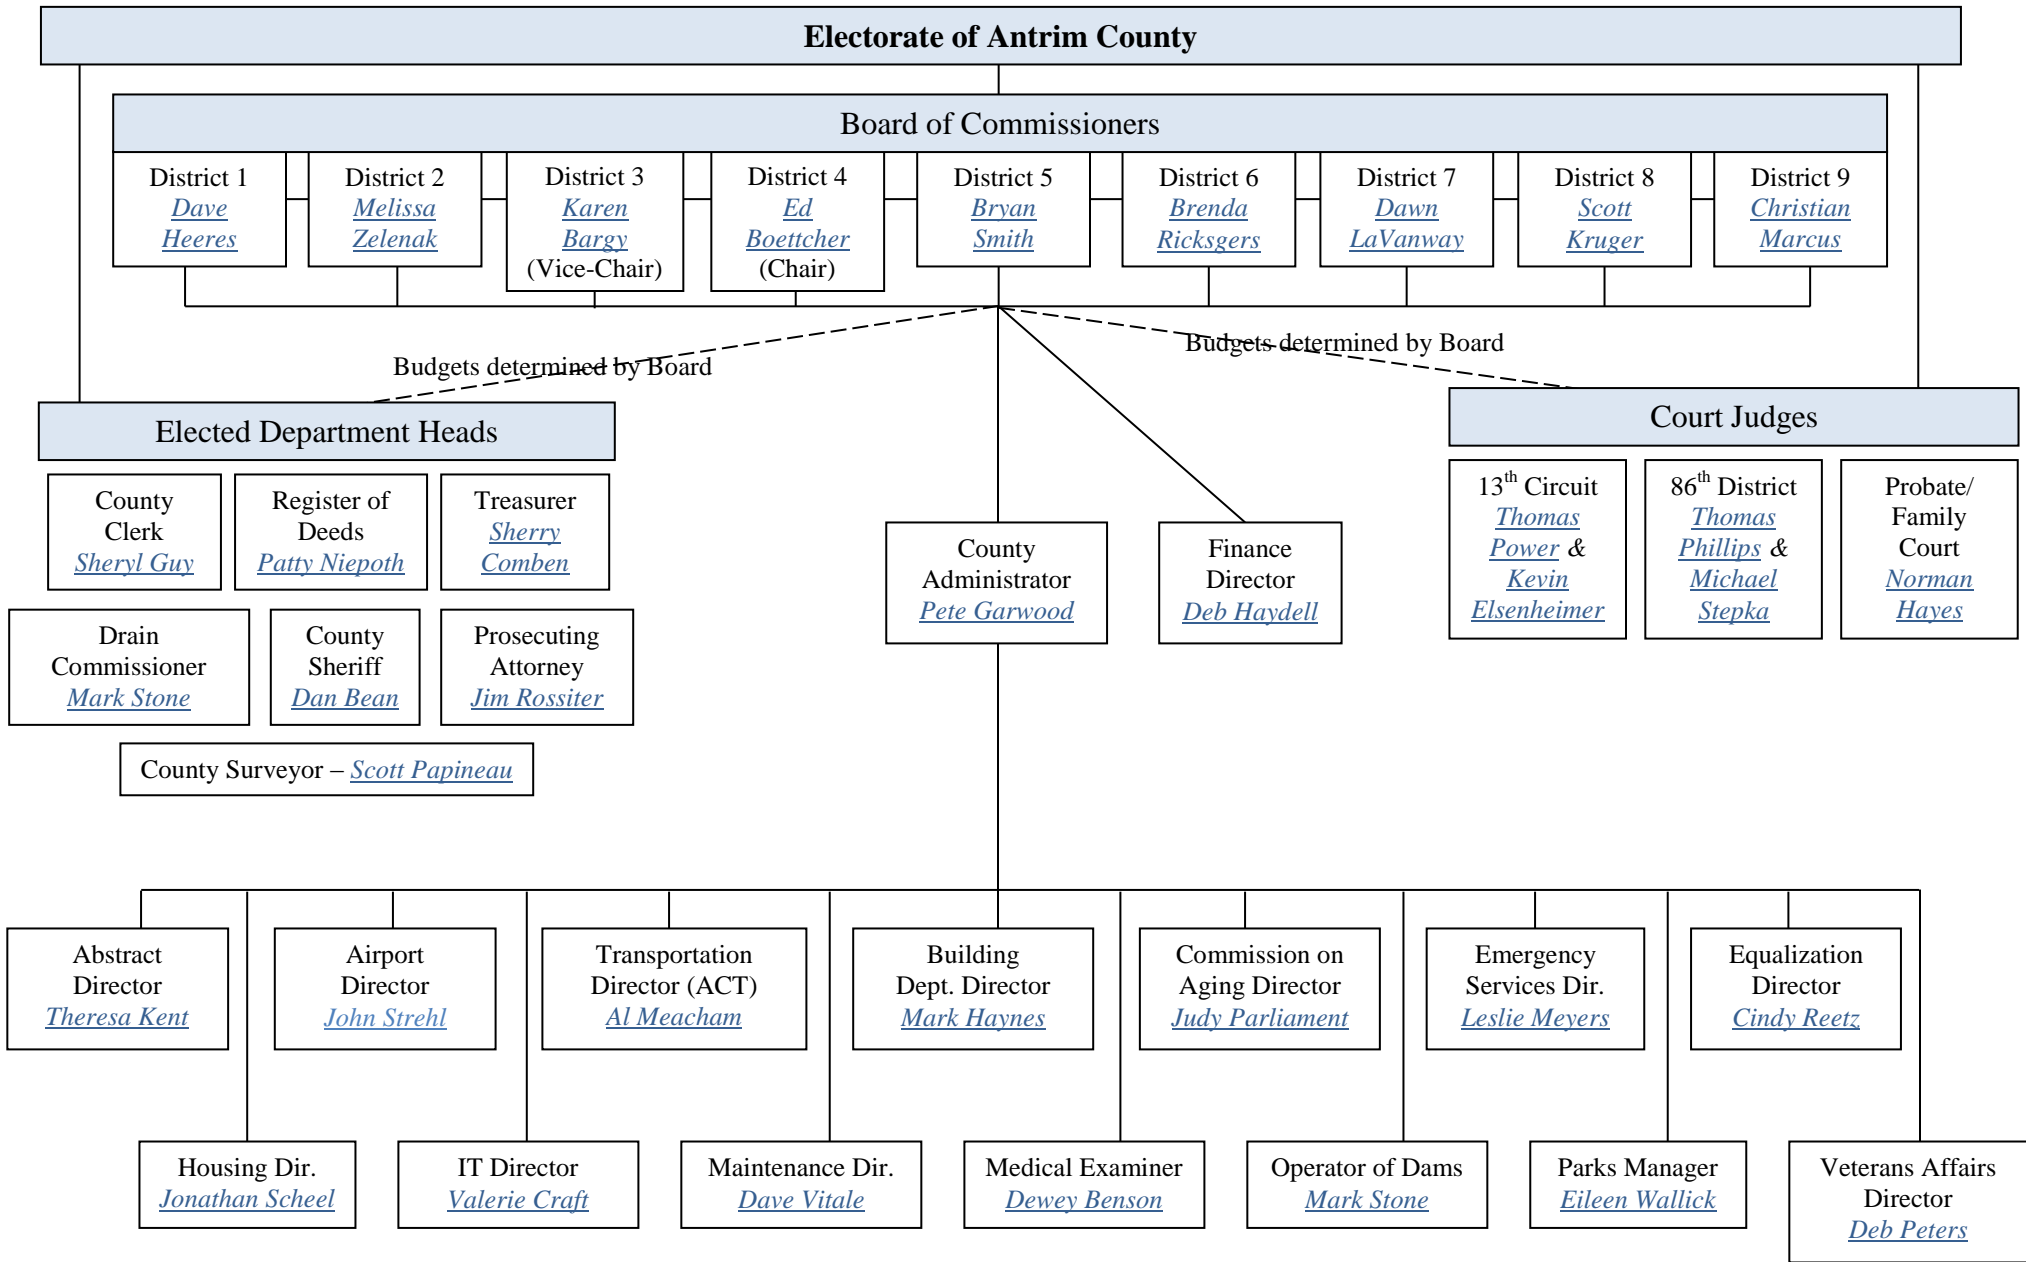 Electorate of Antrim County
Board of Commissioners
District 1
Dave
Heeres
District 2
Melissa
Zelenak
District 3
Karen
Bargy
(Vice-Chair)
District 4
Ed
Boettcher
(Chair)
District 5
Bryan
Smith
District 6
Brenda
Ricksgers
District 7
Dawn
LaVanway
District 8
Scott
Kruger
District 9
Christian
Marcus
Budgets determined by Board
Budgets determined by Board
Elected Department Heads
County
Clerk
Sheryl Guy
Register of
Deeds
Patty Niepoth
Treasurer
Sherry
Comben
Drain
Commissioner
Mark Stone
County
Sheriff
Dan Bean
Prosecuting
Attorney
Jim Rossiter
County Surveyor – Scott Papineau
County
Administrator
Pete Garwood
Finance
Director
Deb Haydell
Court Judges
13th Circuit
Thomas
Power &
Kevin
Elsenheimer
86th District
Thomas
Phillips &
Michael
Stepka
Probate/
Family
Court
Norman
Hayes
Abstract
Director
Theresa Kent
Airport
Director
John Strehl
Transportation
Director (ACT)
Al Meacham
Building
Dept. Director
Mark Haynes
Commission on
Aging Director
Judy Parliament
Emergency
Services Dir.
Leslie Meyers
Equalization
Director
Cindy Reetz
Housing Dir.
Jonathan Scheel
IT Director
Valerie Craft
Maintenance Dir.
Dave Vitale
Medical Examiner
Dewey Benson
Operator of Dams
Mark Stone
Parks Manager
Eileen Wallick
Veterans Affairs
Director
Deb Peters